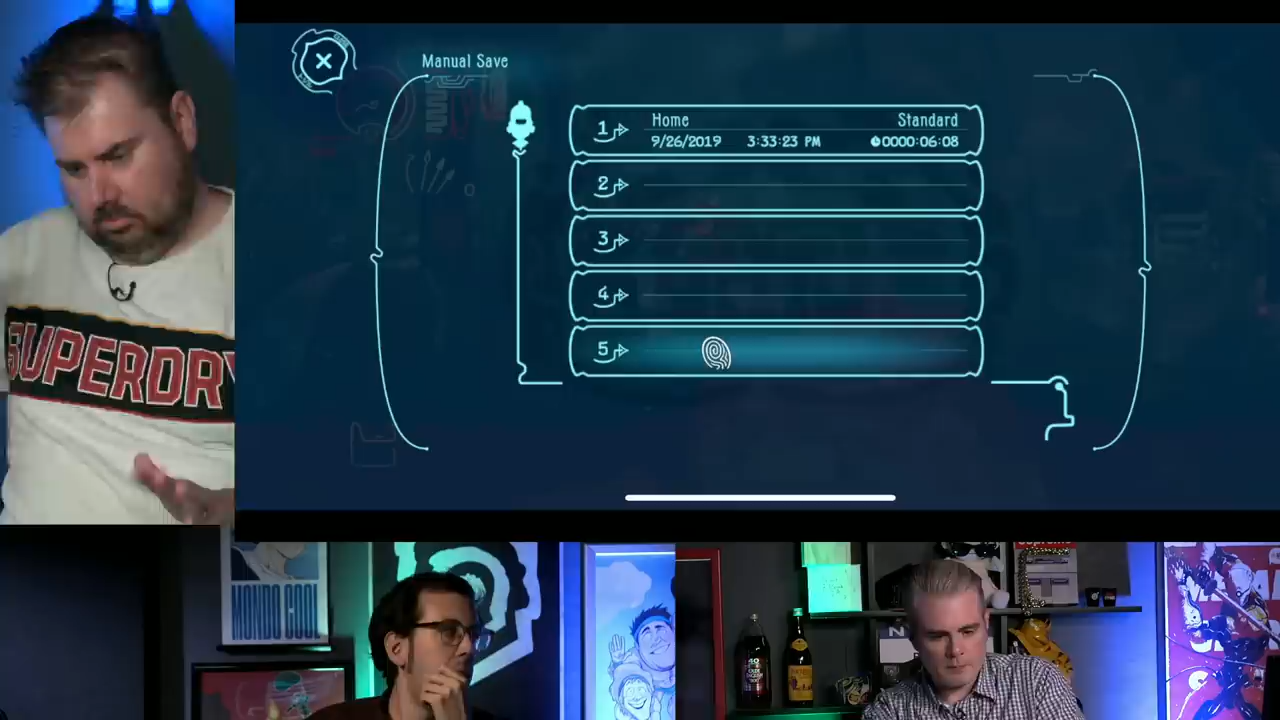 Manual Save
1 Home Standard
9/26/2019 3:33:23 PM 0000:06:08
2
3
4
5
SUPERDRY
MONDO COOL